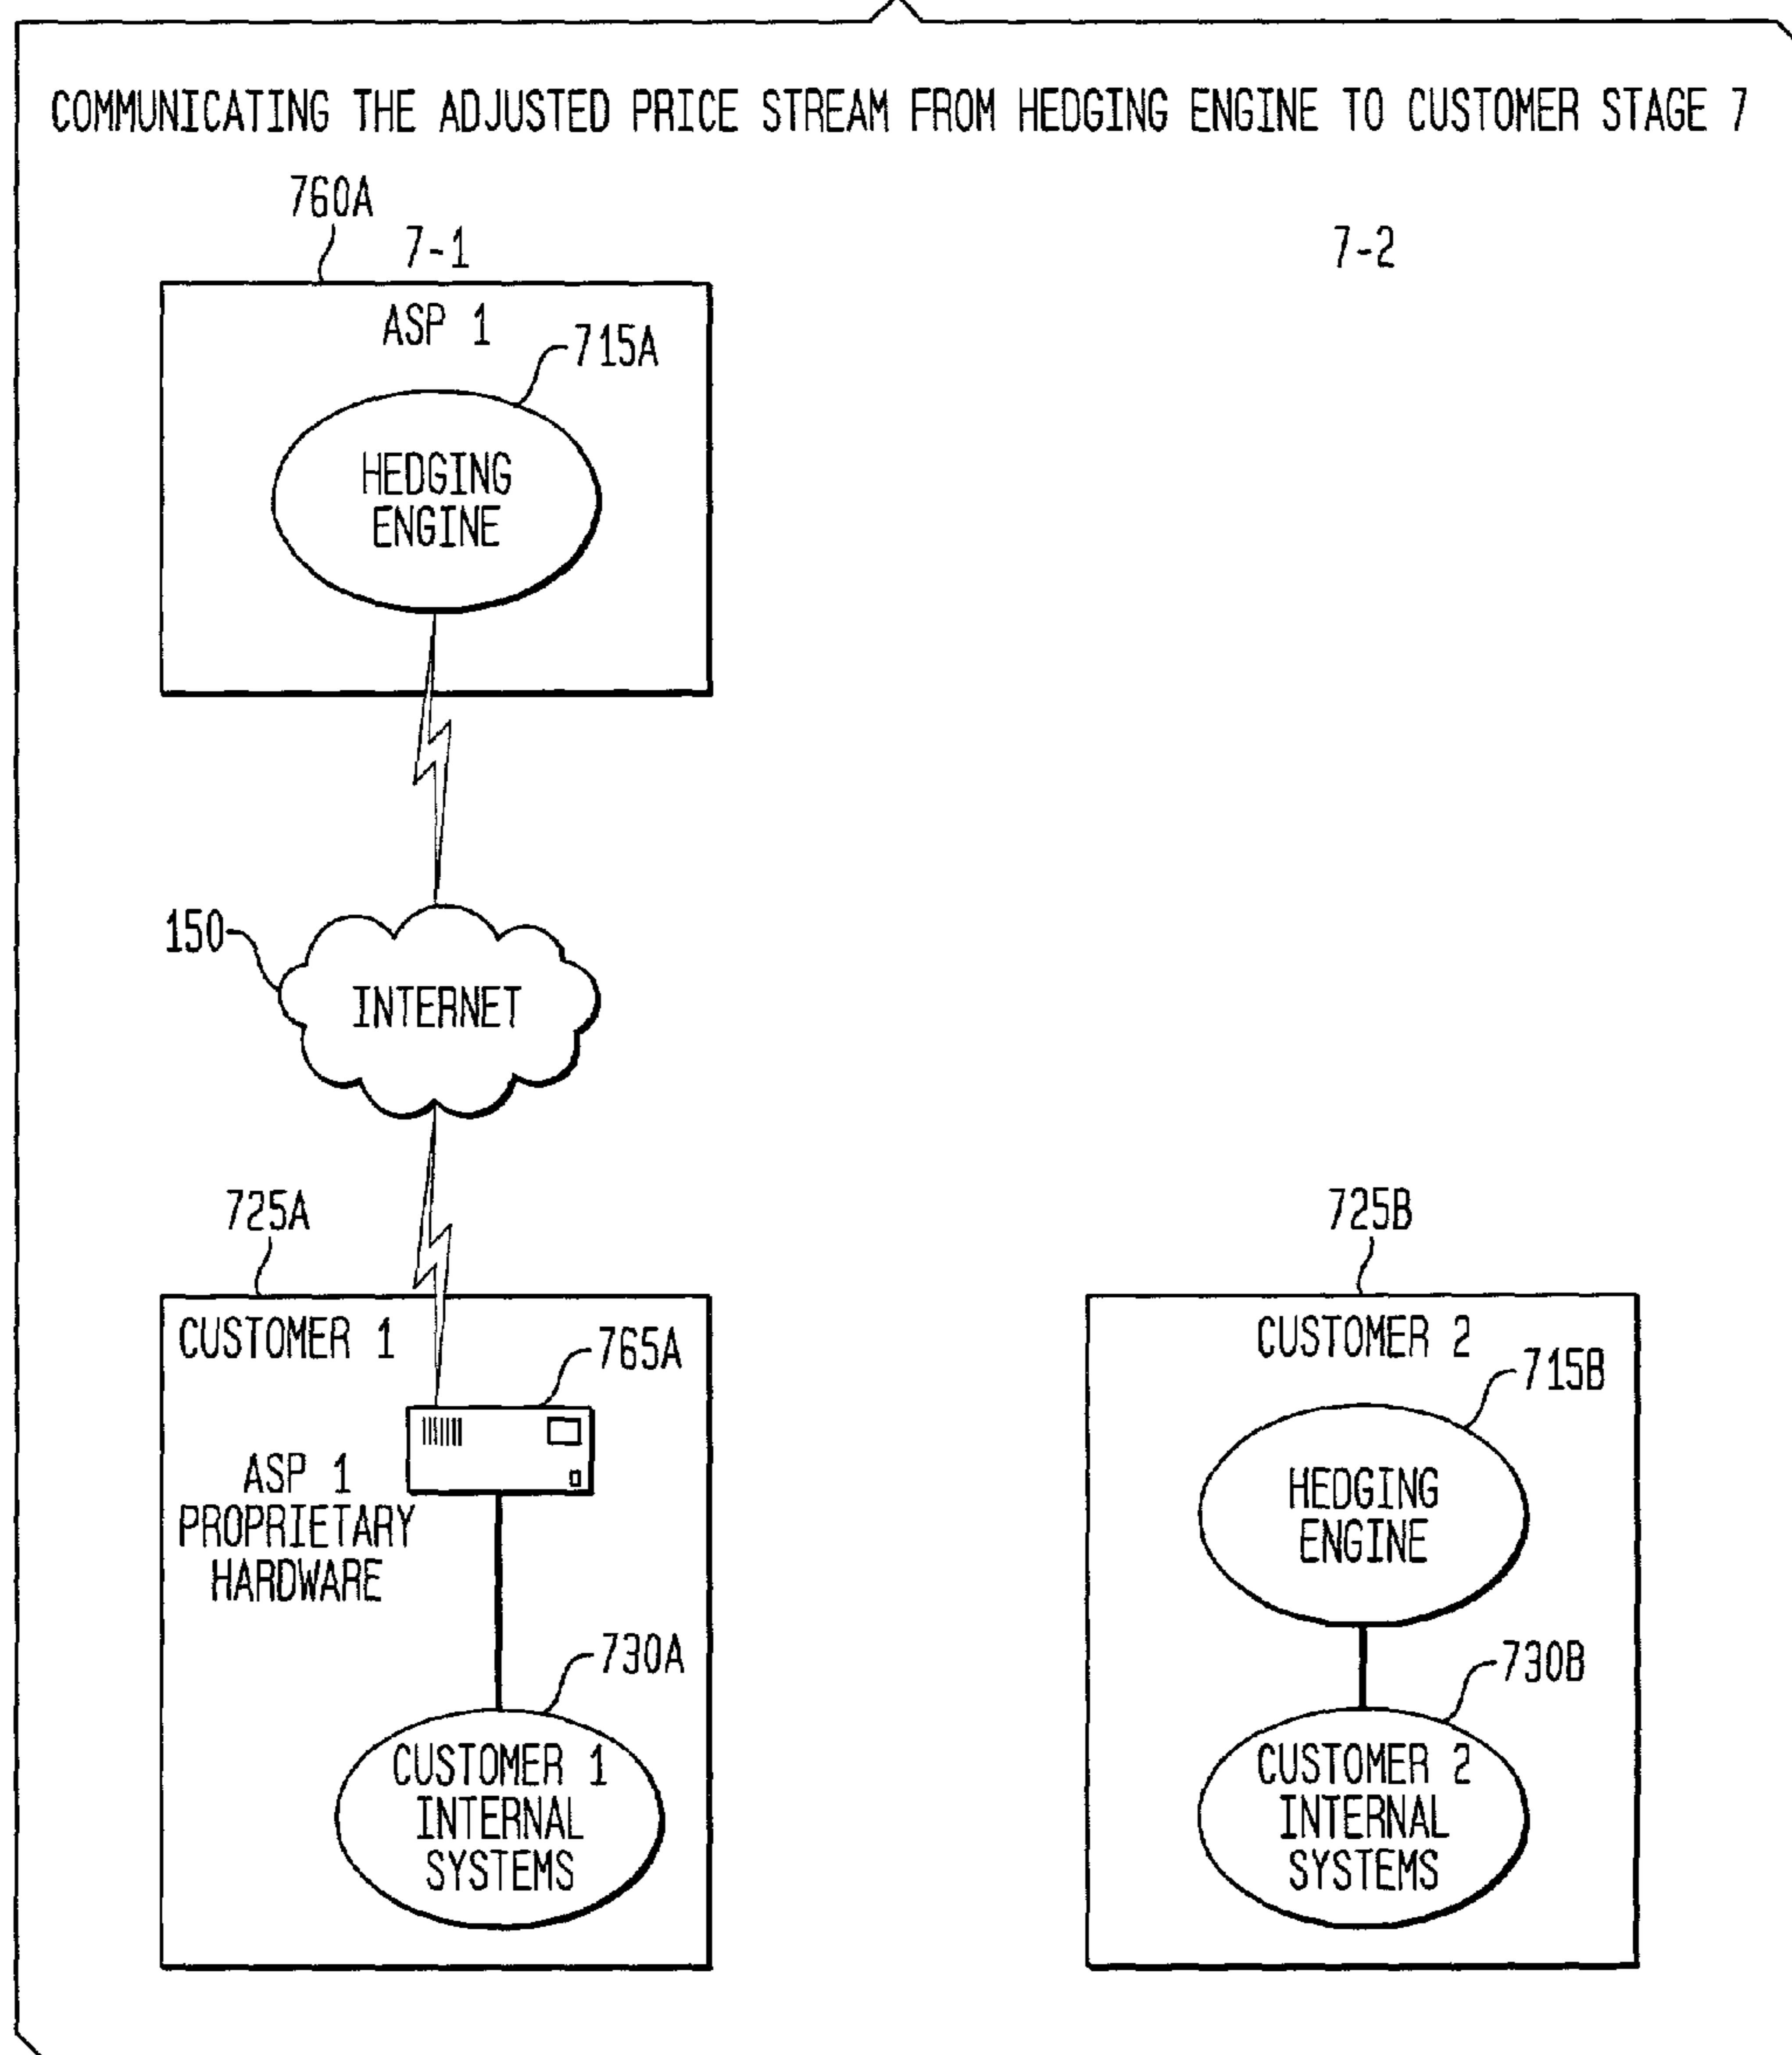 COMMUNICATING THE ADJUSTED PRICE STREAM FROM HEDGING ENGINE TO CUSTOMER STAGE 7
760A
7-1
7-2
ASP 1
715A
HEDGING
ENGINE
150
INTERNET
725A
CUSTOMER 1
765A
ASP 1
PROPRIETARY
HARDWARE
730A
CUSTOMER 1
INTERNAL
SYSTEMS
725B
CUSTOMER 2
715B
HEDGING
ENGINE
730B
CUSTOMER 2
INTERNAL
SYSTEMS